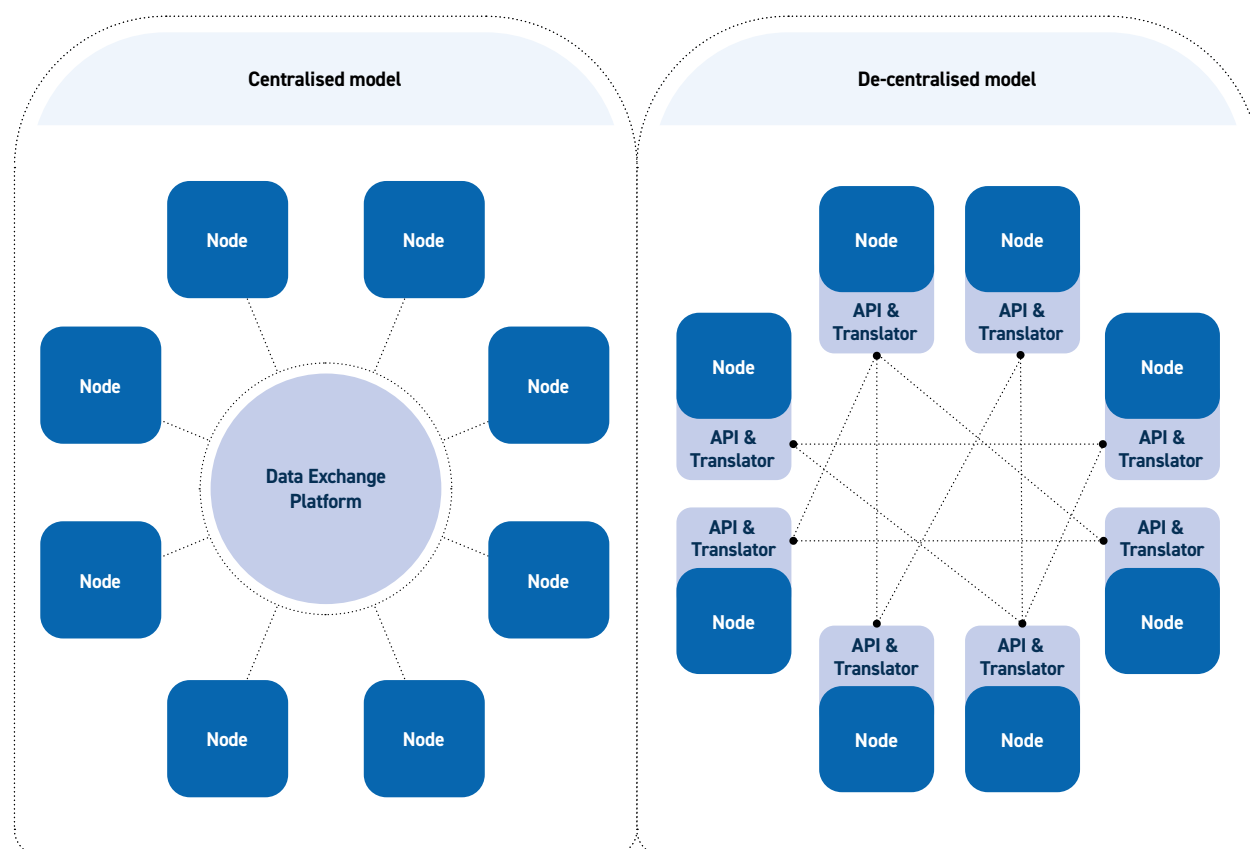 Centralised model
Node
Node
Node
Node
Data Exchange
Platform
Node
Node
Node
Node
De-centralised model
Node
API &
Translator
Node
API &
Translator
Node
API &
Translator
Node
API &
Translator
API &
Translator
Node
API &
Translator
Node
API &
Translator
Node
API &
Translator
Node